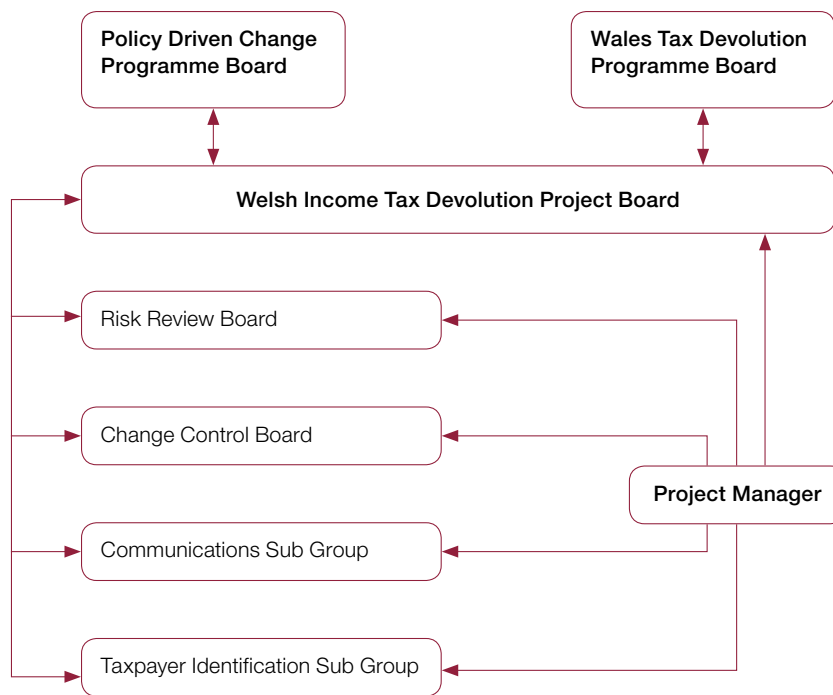 Policy Driven Change
Programme Board
Wales Tax Devolution
Programme Board
Welsh Income Tax Devolution Project Board
Risk Review Board
Change Control Board
Project Manager
Communications Sub Group
Taxpayer Identification Sub Group